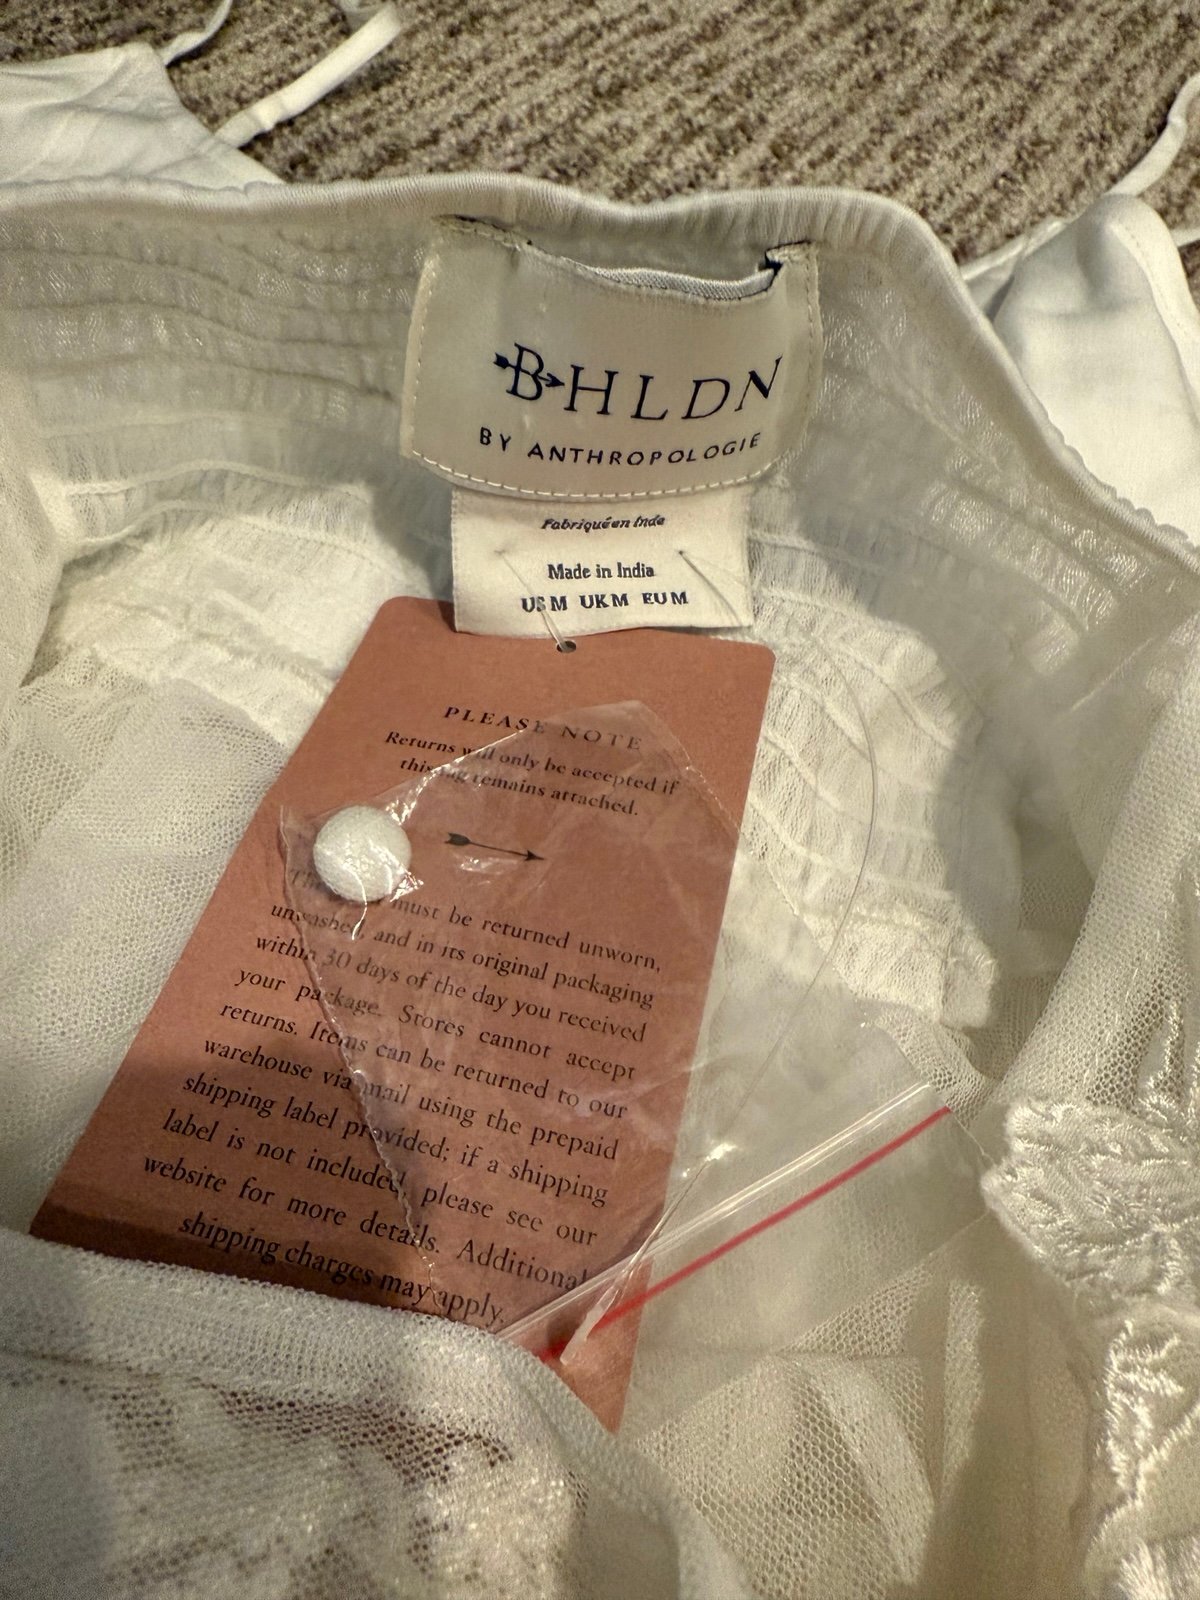 BHLDN
BY ANTHROPOLOGIE
Fabriqué en Inde
Made in India
US M UK M EU M
PLEASE NOTE
Returns will only be accepted if
this tag remains attached.
must be returned unworn,
unwashed, and in its original packaging
within 30 days of the day you received
your package. Stores cannot accept
returns. Items can be returned to our
warehouse via mail using the prepaid
shipping label provided; if a shipping
label is not included, please see our
website for more details. Additional
shipping charges may apply.